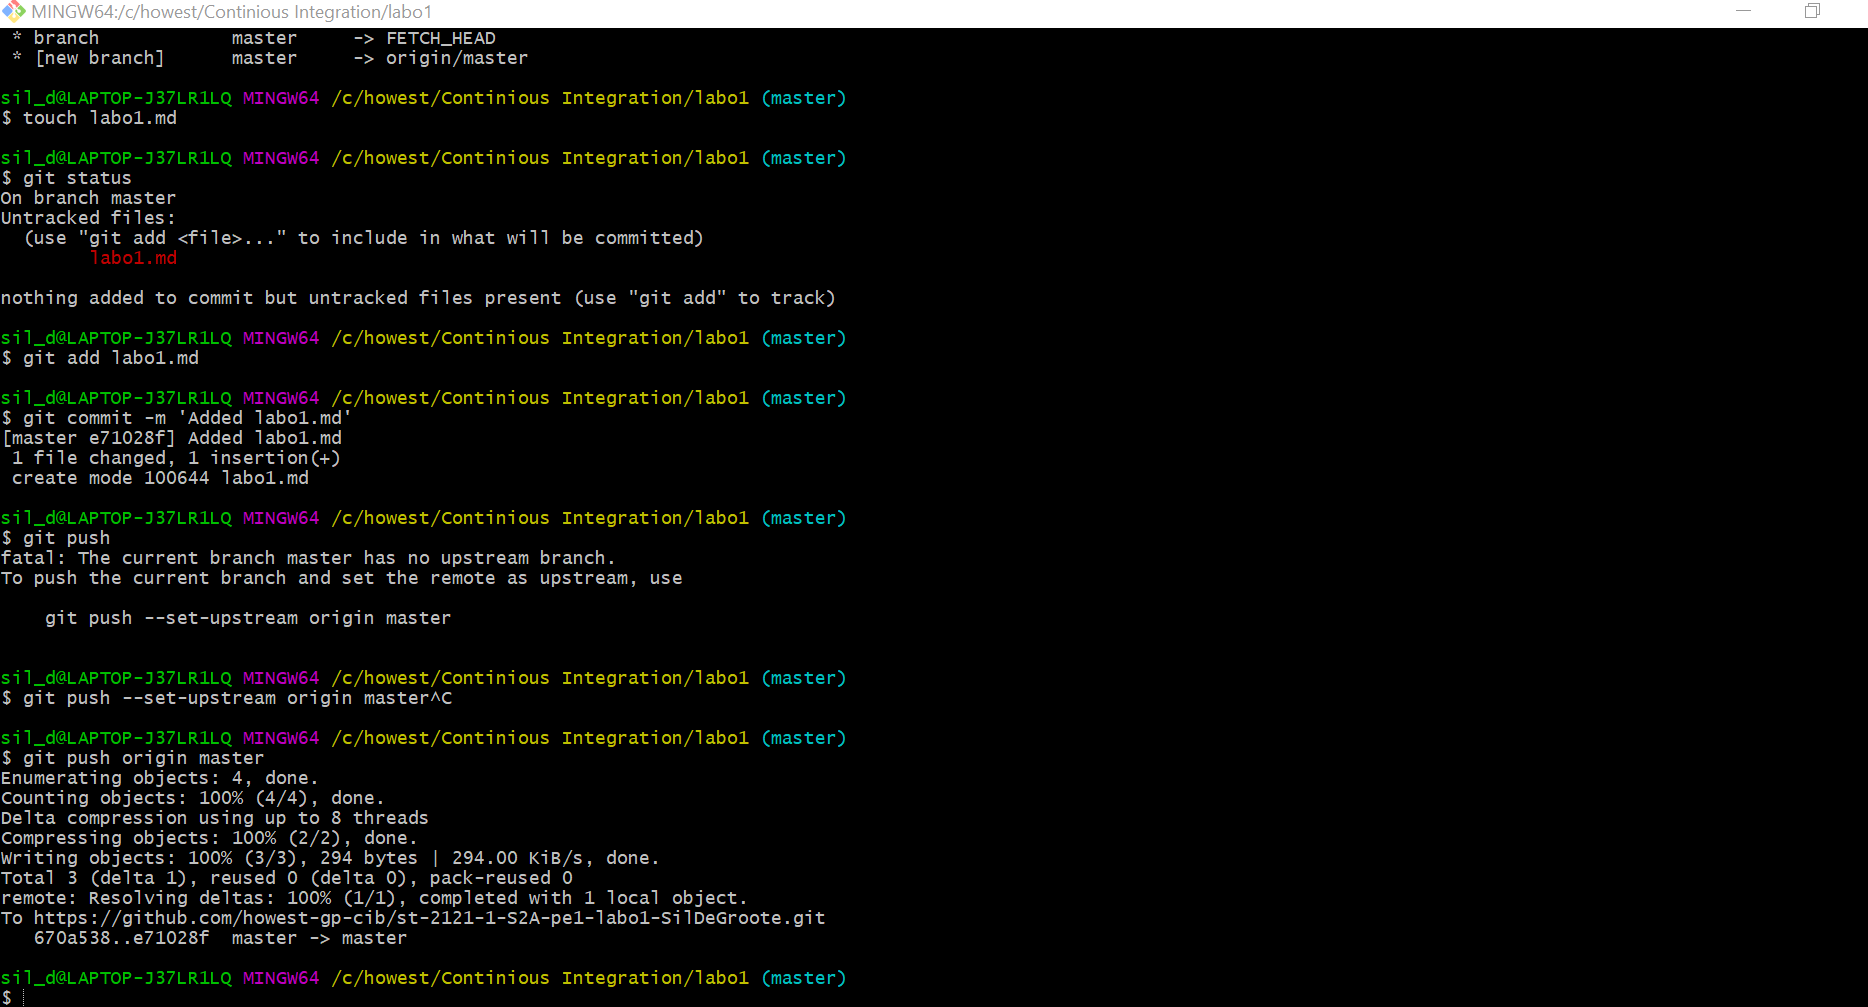 MINGW64:/c/howest/Continious Integration/labo1
 * branch            master     -> FETCH_HEAD
 * [new branch]      master     -> origin/master
sil_d@LAPTOP-J37LR1LQ MINGW64 /c/howest/Continious Integration/labo1 (master)
$ touch labo1.md
sil_d@LAPTOP-J37LR1LQ MINGW64 /c/howest/Continious Integration/labo1 (master)
$ git status
On branch master
Untracked files:
  (use "git add <file>..." to include in what will be committed)
        labo1.md
nothing added to commit but untracked files present (use "git add" to track)
sil_d@LAPTOP-J37LR1LQ MINGW64 /c/howest/Continious Integration/labo1 (master)
$ git add labo1.md
sil_d@LAPTOP-J37LR1LQ MINGW64 /c/howest/Continious Integration/labo1 (master)
$ git commit -m 'Added labo1.md'
[master e71028f] Added labo1.md
 1 file changed, 1 insertion(+)
 create mode 100644 labo1.md
sil_d@LAPTOP-J37LR1LQ MINGW64 /c/howest/Continious Integration/labo1 (master)
$ git push
fatal: The current branch master has no upstream branch.
To push the current branch and set the remote as upstream, use
    git push --set-upstream origin master
sil_d@LAPTOP-J37LR1LQ MINGW64 /c/howest/Continious Integration/labo1 (master)
$ git push --set-upstream origin master^C
sil_d@LAPTOP-J37LR1LQ MINGW64 /c/howest/Continious Integration/labo1 (master)
$ git push origin master
Enumerating objects: 4, done.
Counting objects: 100% (4/4), done.
Delta compression using up to 8 threads
Compressing objects: 100% (2/2), done.
Writing objects: 100% (3/3), 294 bytes | 294.00 KiB/s, done.
Total 3 (delta 1), reused 0 (delta 0), pack-reused 0
remote: Resolving deltas: 100% (1/1), completed with 1 local object.
To https://github.com/howest-gp-cib/st-2121-1-S2A-pe1-labo1-SilDeGroote.git
   670a538..e71028f  master -> master
sil_d@LAPTOP-J37LR1LQ MINGW64 /c/howest/Continious Integration/labo1 (master)
$